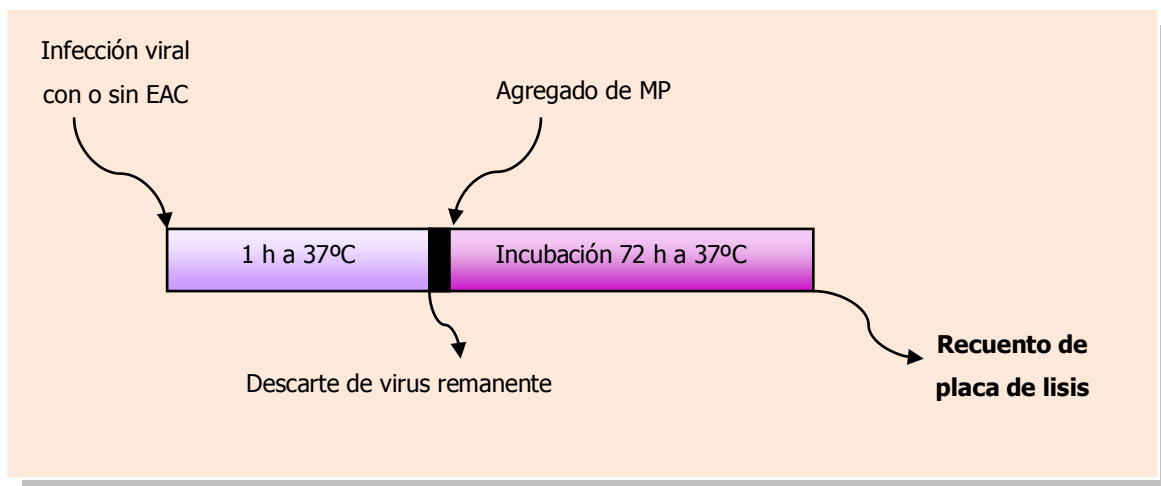 Infección viral
con o sin EAC
Agregado de MP
1 h a 37ºC
Incubación 72 h a 37ºC
Descarte de virus remanente
Recuento de
placa de lisis